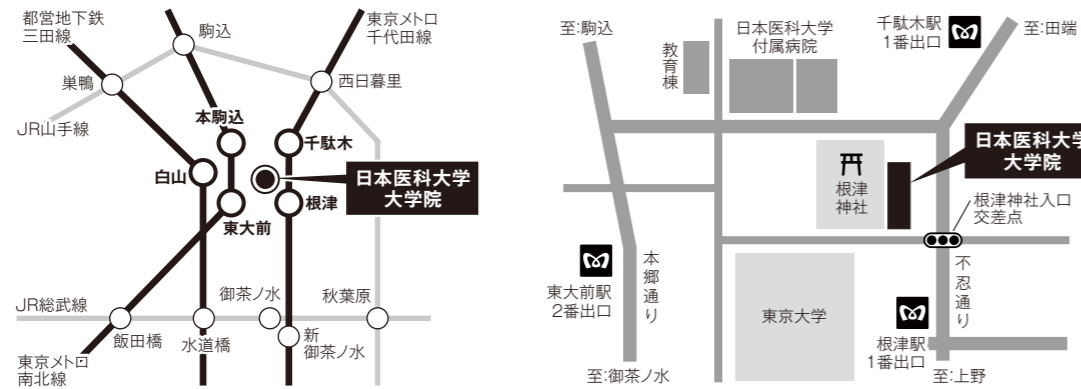 都営地下鉄
三田線
駒込
東京メトロ
千代田線
巣鴨
西日暮里
JR山手線
本駒込
千駄木
白山
日本医科大学
大学院
根津
東大前
JR総武線
御茶ノ水
秋葉原
飯田橋
水道橋
新
御茶ノ水
東京メトロ
南北線
至:駒込
教育棟
日本医科大学
付属病院
千駄木駅
1番出口
至:田端
日本医科大学
大学院
根津
神社
根津神社入口
交差点
本郷通り
不忍通り
東大前駅
2番出口
東京大学
根津駅
1番出口
至:御茶ノ水
至:上野